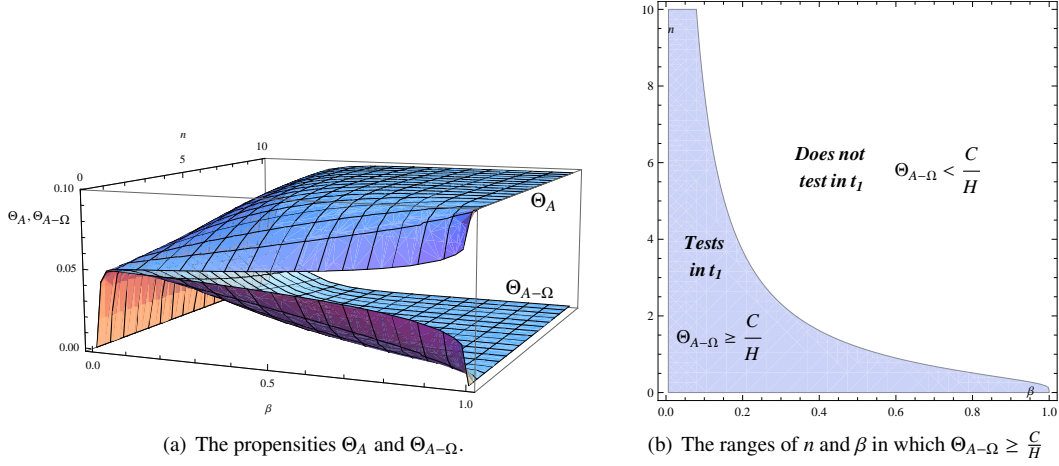 n
0
5
10
0.10
Θ_A, Θ_{A−Ω}
0.05
0.00
Θ_A
Θ_{A−Ω}
0.0
0.5
1.0
β
(a) The propensities Θ_A and Θ_{A−Ω}.
10
n
8
6
4
2
0
Does not
test in t_1
Θ_{A−Ω} < C/H
Tests
in t_1
Θ_{A−Ω} ≥ C/H
β
0.0
0.2
0.4
0.6
0.8
1.0
(b) The ranges of n and β in which Θ_{A−Ω} ≥ C/H